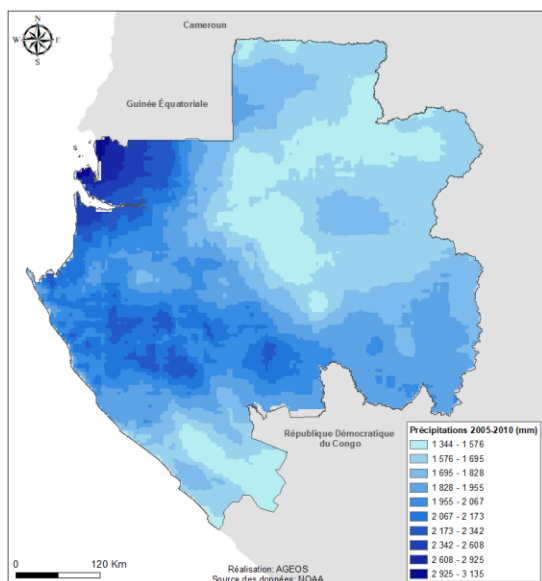 Cameroun
N
W E
S
Guinée Équatoriale
République Démocratique
du Congo
Précipitations 2005-2010 (mm)
1 344 - 1 576
1 576 - 1 695
1 695 - 1 828
1 828 - 1 955
1 955 - 2 067
2 067 - 2 173
2 173 - 2 342
2 342 - 2 608
2 608 - 2 925
2 925 - 3 135
0 120 Km
Réalisation: AGEOS
Source des données: NOAA